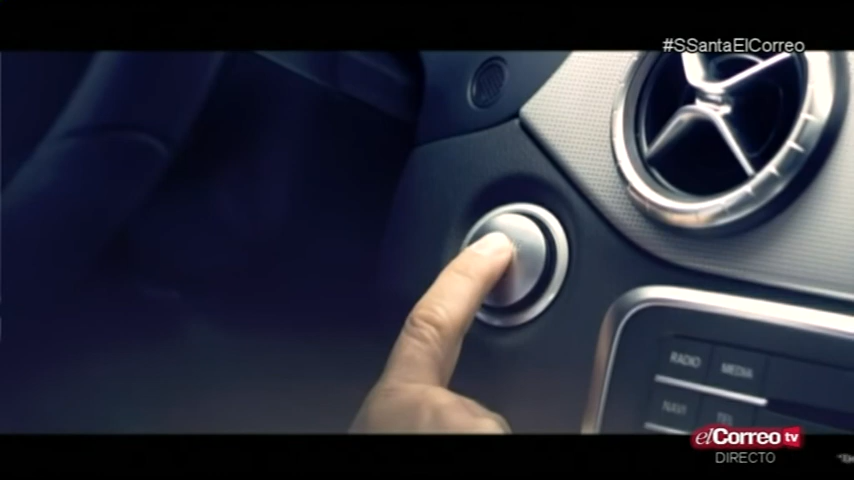 #SSantaElCorreo
RADIO MEDIA
NAVI TEL
elCorreo tv
DIRECTO